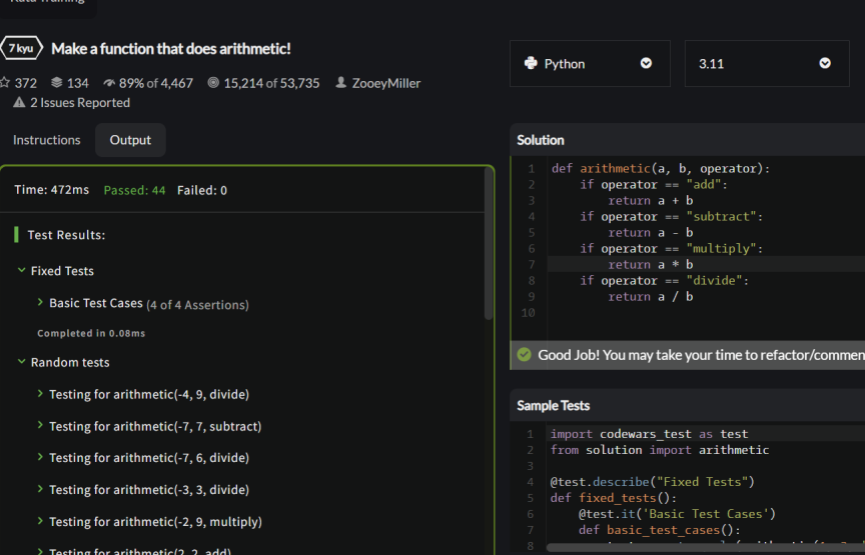 Kata Training
7 kyu Make a function that does arithmetic!
372 134 89% of 4,467 15,214 of 53,735 ZooeyMiller
2 Issues Reported
Instructions Output
Time: 472ms Passed: 44 Failed: 0
Test Results:
Fixed Tests
Basic Test Cases (4 of 4 Assertions)
Completed in 0.08ms
Random tests
Testing for arithmetic(-4, 9, divide)
Testing for arithmetic(-7, 7, subtract)
Testing for arithmetic(-7, 6, divide)
Testing for arithmetic(-3, 3, divide)
Testing for arithmetic(-2, 9, multiply)
Testing for arithmetic(2, 2, add)
Python 3.11
Solution
1 def arithmetic(a, b, operator):
2 if operator == "add":
3 return a + b
4 if operator == "subtract":
5 return a - b
6 if operator == "multiply":
7 return a * b
8 if operator == "divide":
9 return a / b
10
Good Job! You may take your time to refactor/commen
Sample Tests
1 import codewars_test as test
2 from solution import arithmetic
3
4 @test.describe("Fixed Tests")
5 def fixed_tests():
6 @test.it('Basic Test Cases')
7 def basic_test_cases():
8